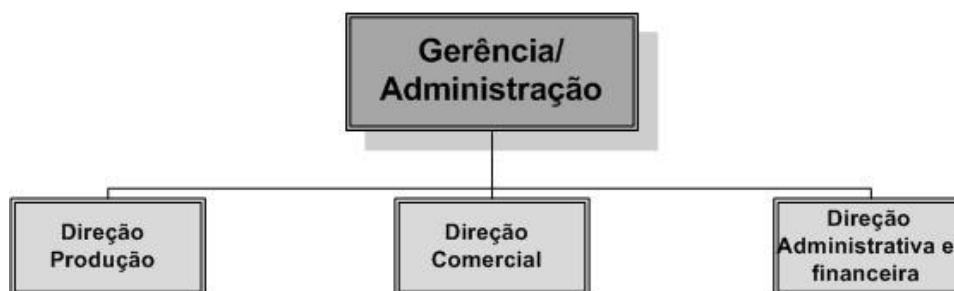 Gerência/
Administração
Direção
Produção
Direção
Comercial
Direção
Administrativa e
financeira